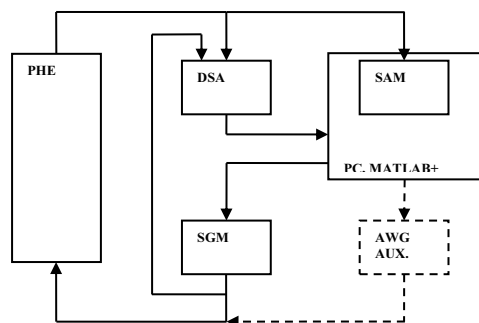 PHE
DSA
SAM
PC. MATLAB+
SGM
AWG
AUX.